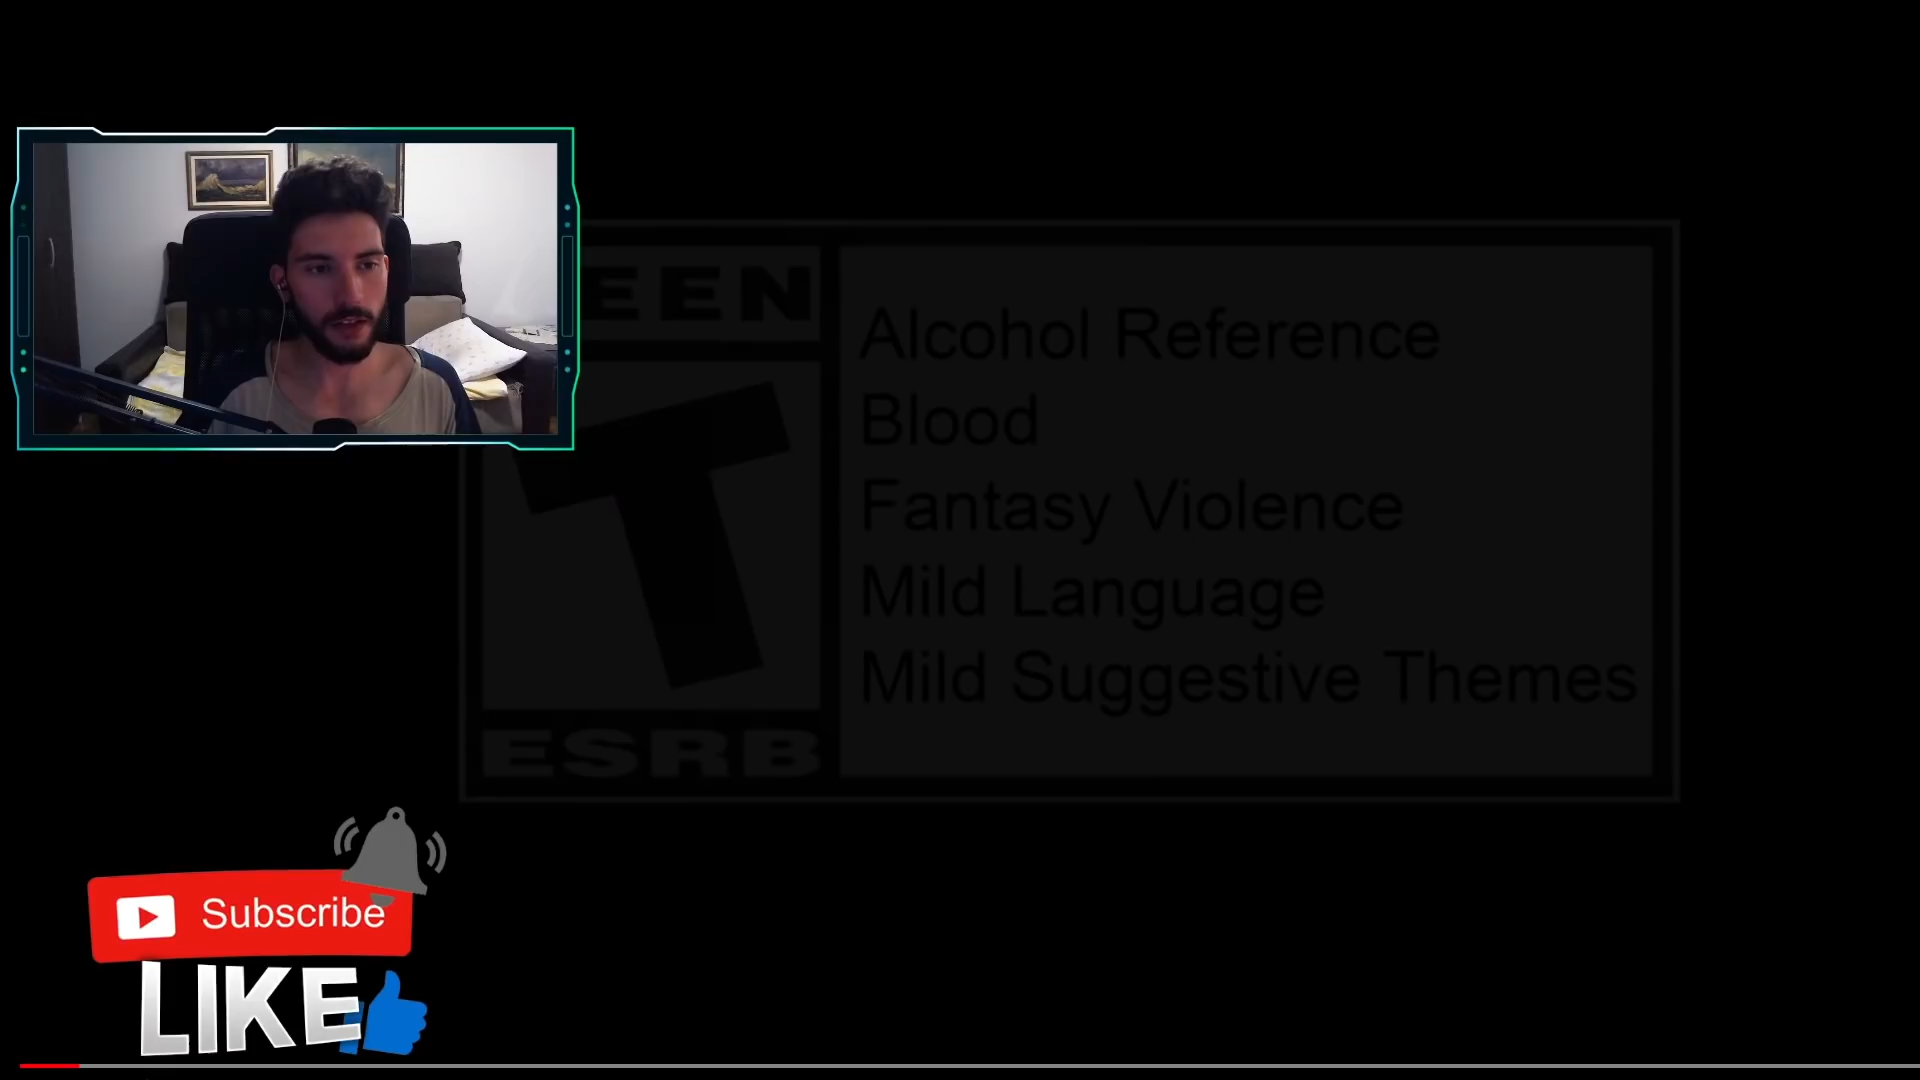 EEN
Alcohol Reference
Blood
Fantasy Violence
Mild Language
Mild Suggestive Themes
T
ESRB
Subscribe
LIKE